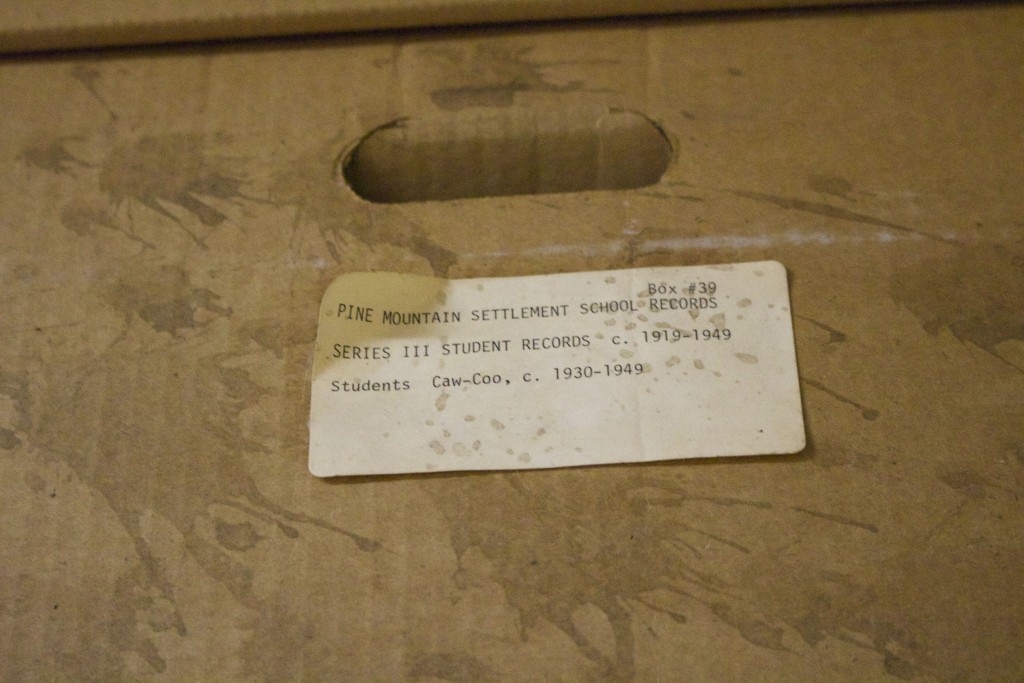 Box #39
PINE MOUNTAIN SETTLEMENT SCHOOL RECORDS
SERIES III STUDENT RECORDS c. 1919-1949
Students Caw-Coo, c. 1930-1949